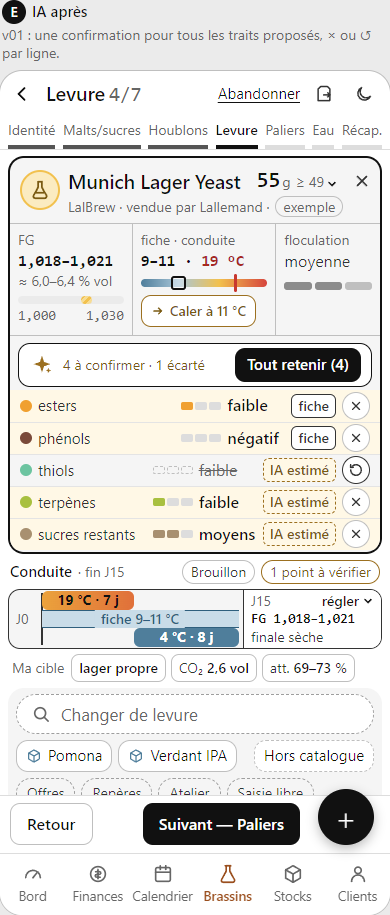 E IA après
v01 : une confirmation pour tous les traits proposés, × ou ↺
par ligne.
Levure 4/7 Abandonner
Identité Malts/sucres Houblons Levure Paliers Eau Récap.
Munich Lager Yeast 55 g ≥ 49
LalBrew · vendue par Lallemand · exemple
FG fiche · conduite floculation
1,018–1,021 9–11 · 19 °C moyenne
≈ 6,0–6,4 % vol
1,000 1,030 → Caler à 11 °C
4 à confirmer · 1 écarté Tout retenir (4)
esters faible fiche ×
phénols négatif fiche ×
thiols faible IA estimé ↺
terpènes faible IA estimé ×
sucres restants moyens IA estimé ×
Conduite · fin J15 Brouillon 1 point à vérifier
19 °C · 7 j J15 régler
J0 fiche 9–11 °C FG 1,018–1,021
4 °C · 8 j finale sèche
Ma cible lager propre CO₂ 2,6 vol att. 69–73 %
Changer de levure
Pomona Verdant IPA Hors catalogue
Offres Repères Atelier Saisie libre
Retour Suivant — Paliers +
Bord Finances Calendrier Brassins Stocks Clients